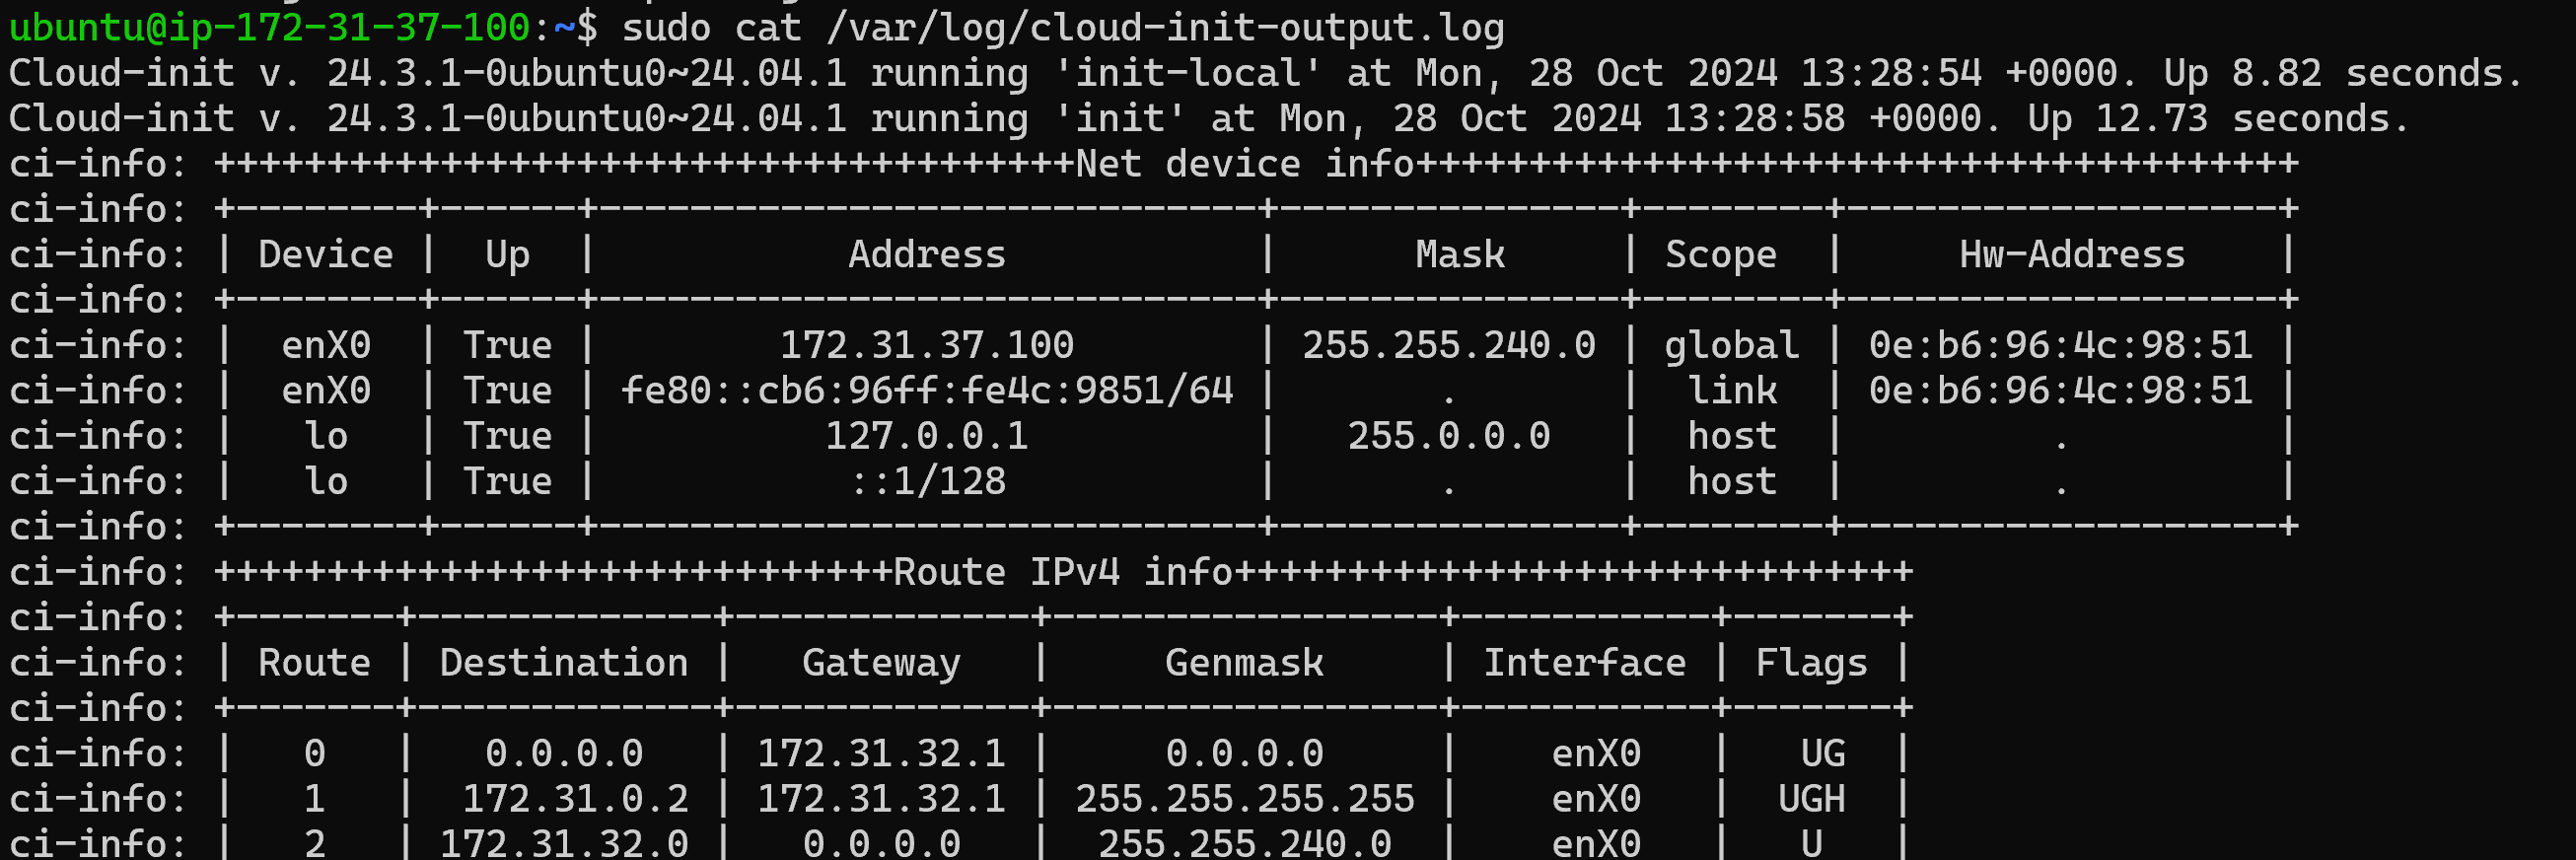 ubuntu@ip-172-31-37-100:~$ sudo cat /var/log/cloud-init-output.log
Cloud-init v. 24.3.1-0ubuntu0~24.04.1 running 'init-local' at Mon, 28 Oct 2024 13:28:54 +0000. Up 8.82 seconds.
Cloud-init v. 24.3.1-0ubuntu0~24.04.1 running 'init' at Mon, 28 Oct 2024 13:28:58 +0000. Up 12.73 seconds.
ci-info: ++++++++++++++++++++++++++++++++++++++Net device info+++++++++++++++++++++++++++++++++++++++
ci-info: +--------+------+-----------------------------+---------------+--------+-------------------+
ci-info: | Device |  Up  |           Address           |      Mask     | Scope  |     Hw-Address    |
ci-info: +--------+------+-----------------------------+---------------+--------+-------------------+
ci-info: |  enX0  | True |        172.31.37.100        | 255.255.240.0 | global | 0e:b6:96:4c:98:51 |
ci-info: |  enX0  | True | fe80::cb6:96ff:fe4c:9851/64 |       .       |  link  | 0e:b6:96:4c:98:51 |
ci-info: |   lo   | True |          127.0.0.1          |   255.0.0.0   |  host  |         .         |
ci-info: |   lo   | True |           ::1/128           |       .       |  host  |         .         |
ci-info: +--------+------+-----------------------------+---------------+--------+-------------------+
ci-info: ++++++++++++++++++++++++++++++Route IPv4 info++++++++++++++++++++++++++++++
ci-info: +-------+-------------+-------------+-----------------+-----------+-------+
ci-info: | Route | Destination |   Gateway   |     Genmask     | Interface | Flags |
ci-info: +-------+-------------+-------------+-----------------+-----------+-------+
ci-info: |   0   |   0.0.0.0   | 172.31.32.1 |     0.0.0.0     |    enX0   |   UG  |
ci-info: |   1   |  172.31.0.2 | 172.31.32.1 | 255.255.255.255 |    enX0   |  UGH  |
ci-info: |   2   | 172.31.32.0 |   0.0.0.0   |  255.255.240.0  |    enX0   |   U   |